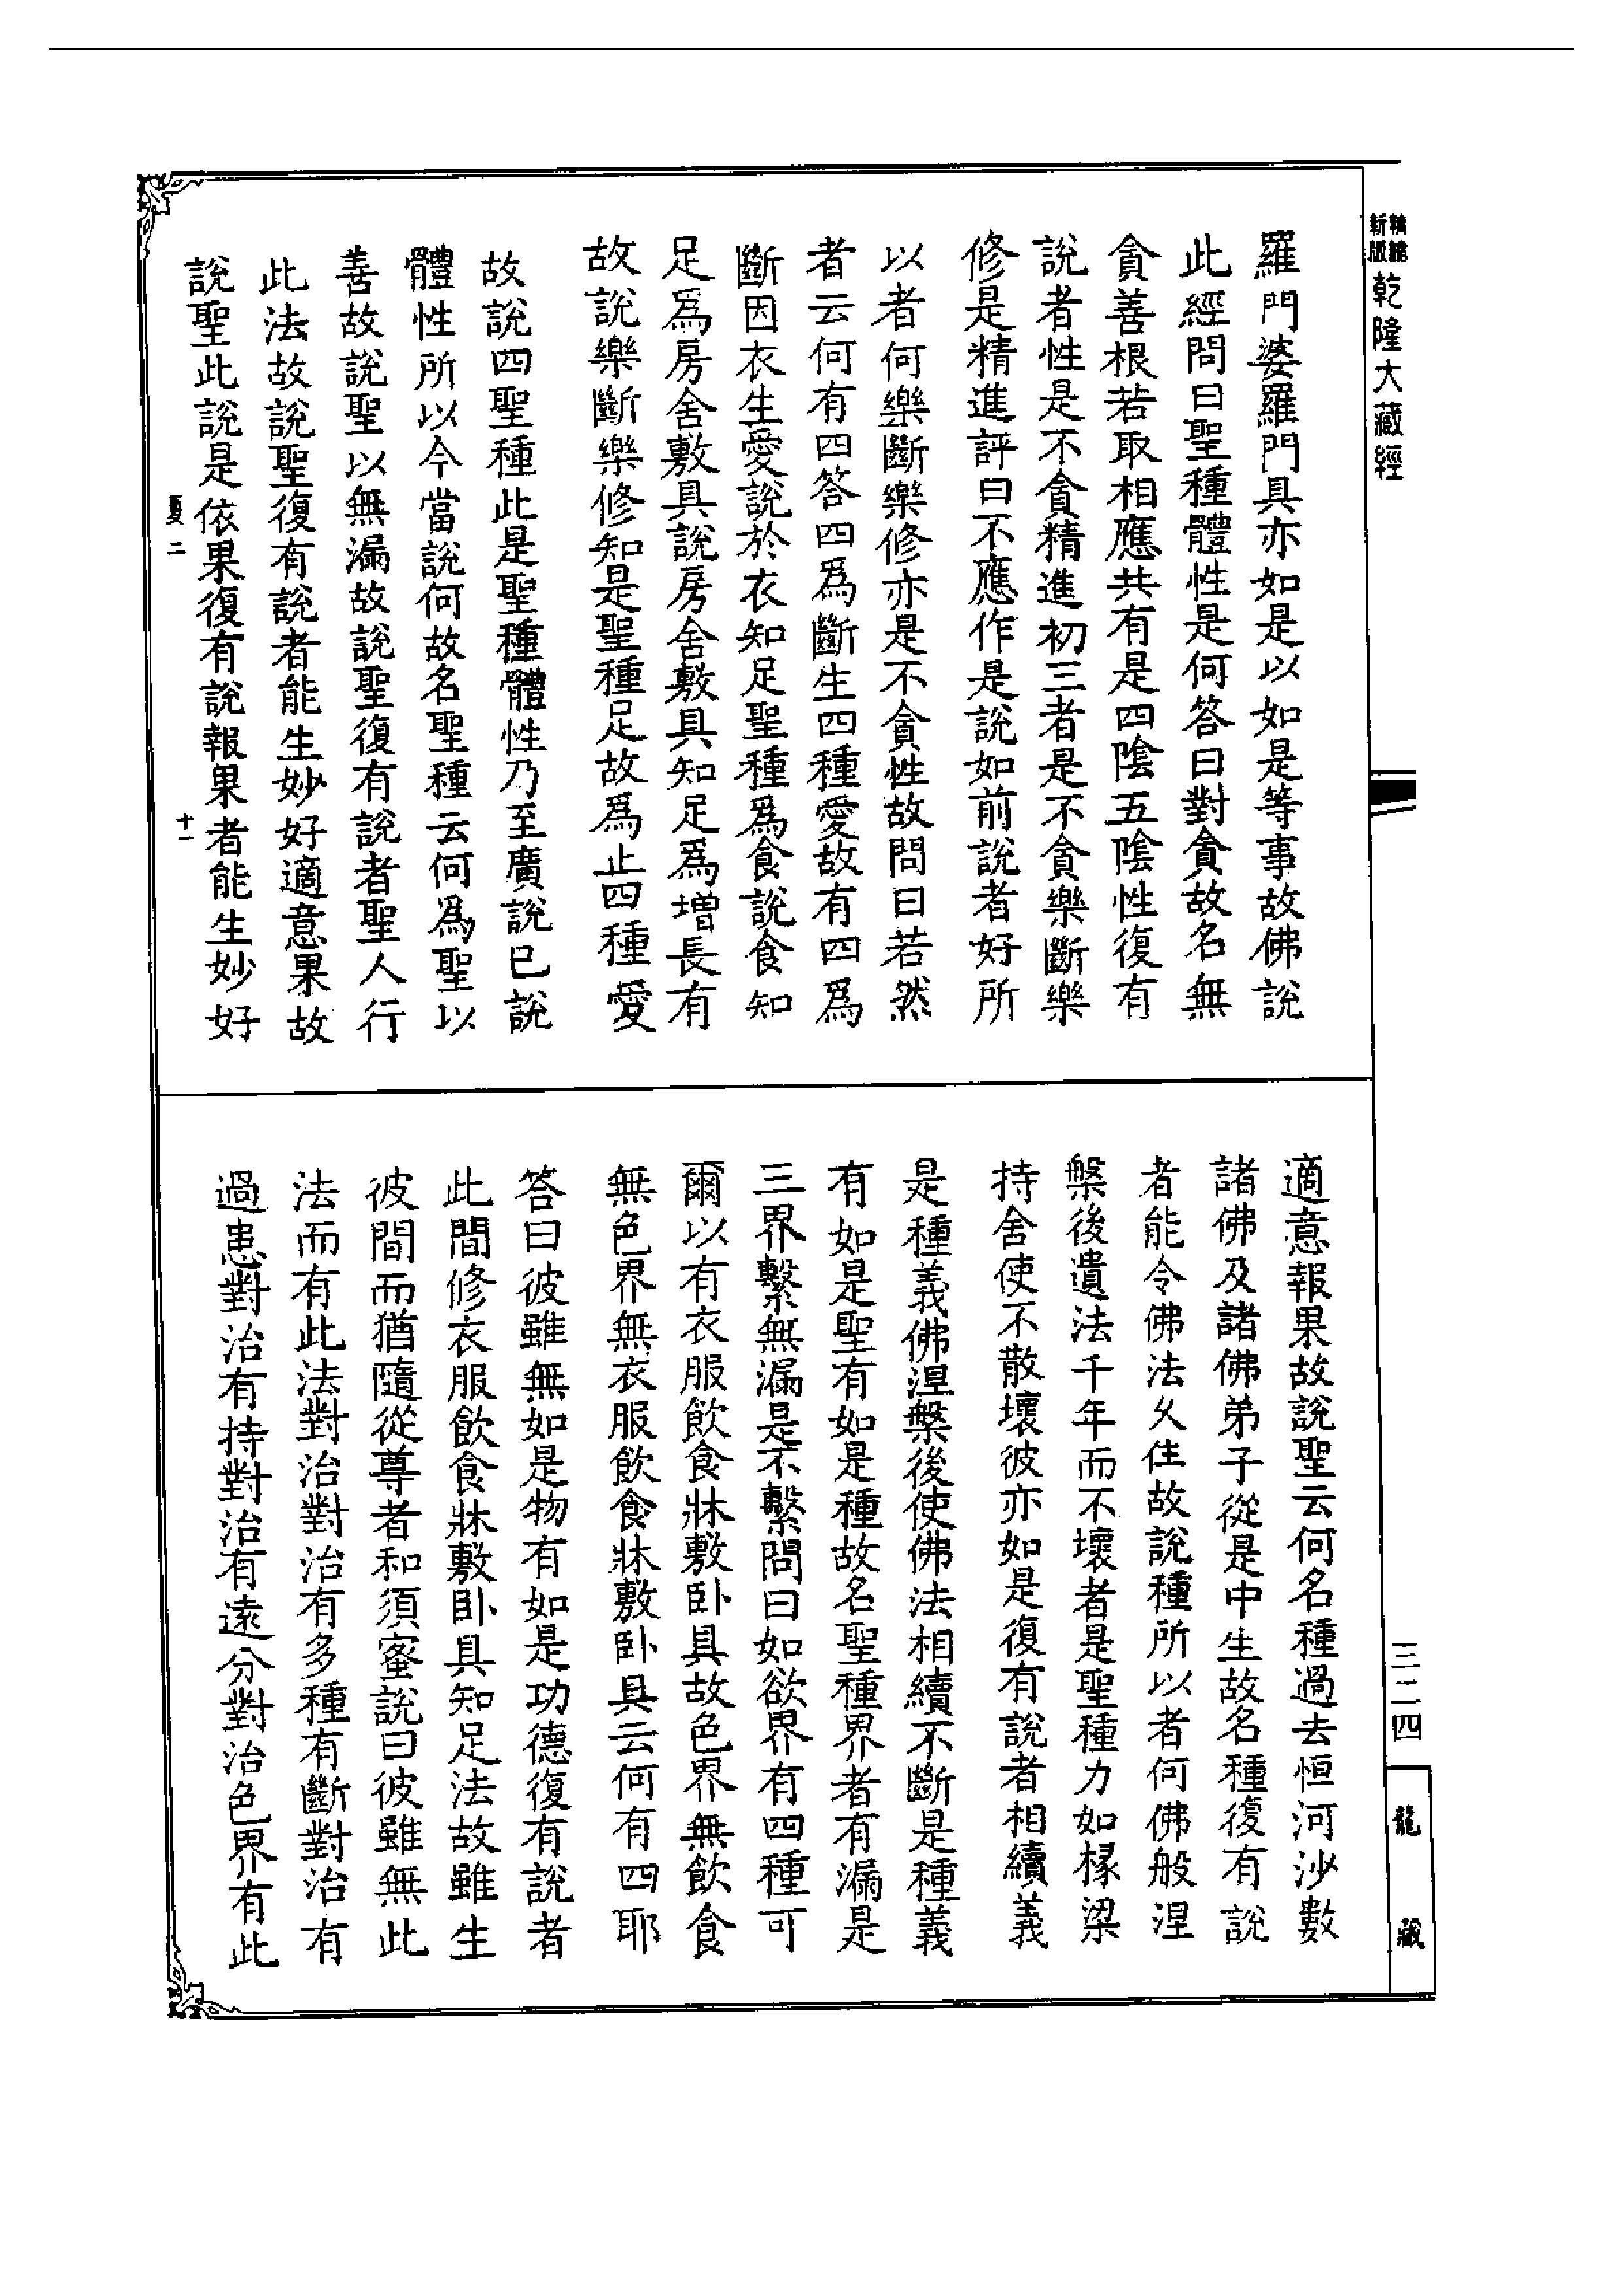 新版
精縮
乾隆大藏經
羅門婆羅門具亦如是以如是等事故佛說
此經問曰聖種體性是何答曰對貪故名無
貪善根若取相應共有是四陰五陰性復有
說者性是不貪精進初三者是不貪樂斷樂
修是精進評曰不應作是說如前說者好所
以者何樂斷樂修亦是不貪性故問曰若然
者云何有四答四爲斷生四種愛故有四爲
斷因衣生愛說於衣知足聖種爲食說食知
足爲房舍敷具說房舍敷具知足爲增長有
故說樂斷樂修知是聖種足故爲止四種愛
故說四聖種此是聖種體性乃至廣說已說
體性所以今當說何故名聖種云何爲聖以
善故說聖以無漏故說聖復有說者聖人行
此法故說聖復有說者能生妙好適意果故
說聖此說是依果復有說報果者能生妙好
夏二
十一
適意報果故說聖云何名種過去恒河沙數
諸佛及諸佛弟子從是中生故名種復有說
者能令佛法久住故說種所以者何佛般涅
槃後遺法千年而不壞者是聖種力如椽梁
持舍使不散壞彼亦如是復有說者相續義
是種義佛涅槃後使佛法相續不斷是種義
有如是聖有如是種故名聖種界者有漏是
三界繫無漏是不繫問曰如欲界有四種可
爾以有衣服飲食牀敷卧具故色界無飲食
無色界無衣服飲食牀敷卧具云何有四耶
答曰彼雖無如是物有如是功德復有說者
此間修衣服飲食牀敷卧具知足法故雖生
彼間而猶隨從尊者和須蜜說曰彼雖無此
法而有此法對治對治有多種有斷對治有
過患對治有持對治有遠分對治色界有此
三二四
龍藏